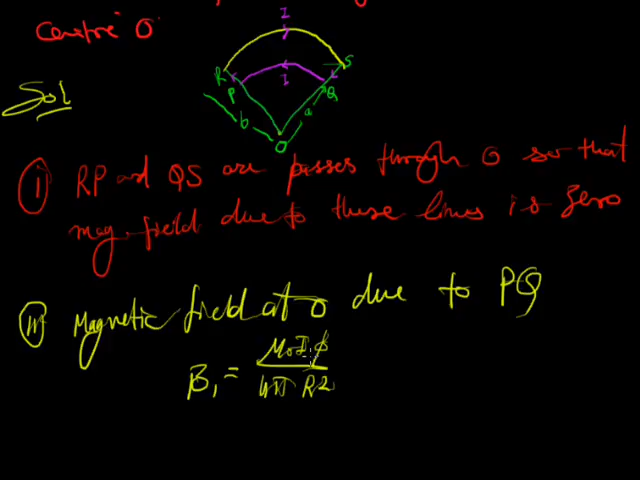 Centre O
I
R
S
P
I
Q
b
a
O
Sol
(i) RP and QS are passes through O so that
mag. field due to these lines is zero
(ii) Magnetic field at O due to PQ
B₁ = μ₀Iϕ / 4π R2